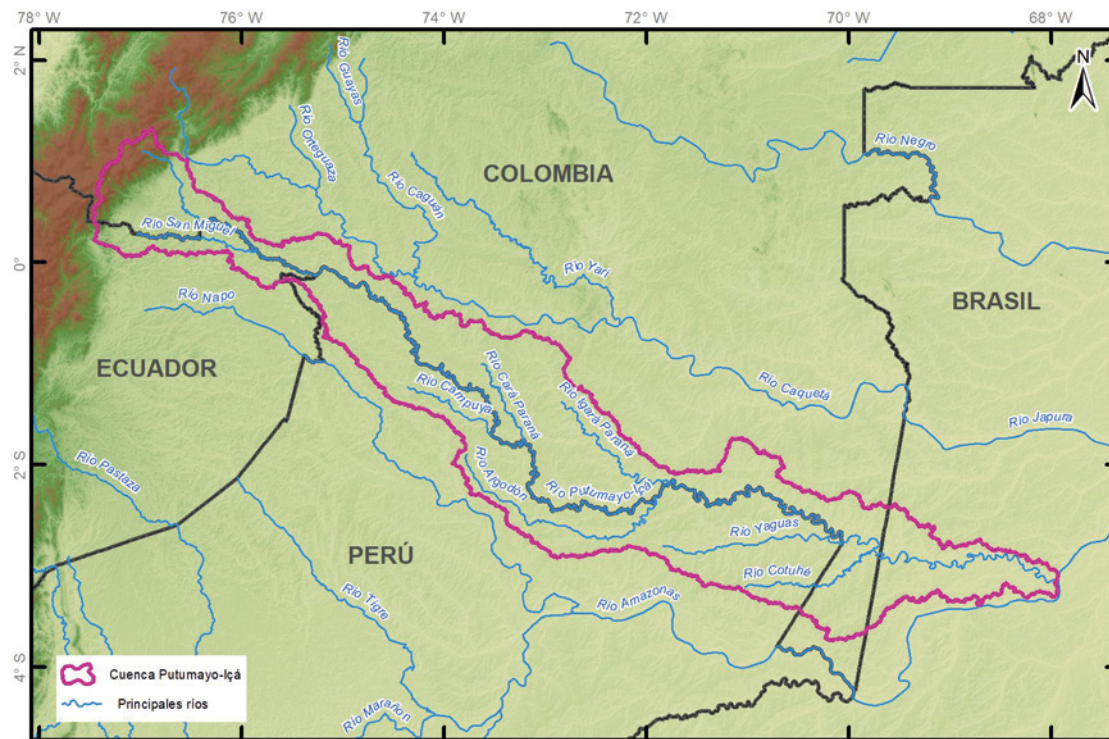 78° W
76° W
74° W
72° W
70° W
68° W
2° N
0°
2° S
4° S
N
Río Guayas
Río Orteguaza
Río Caguán
COLOMBIA
Río Negro
Río San Miguel
Río Yarí
BRASIL
Río Napo
ECUADOR
Río Cará Paraná
Río Campuya
Río Igará Paraná
Río Caquetá
Río Japura
Río Pastaza
Río Algodón
Río Putumayo-Içá
Río Yaguas
PERÚ
Río Cotuhé
Río Tigre
Río Amazonas
Río Marañon
Cuenca Putumayo-Içá
Principales ríos